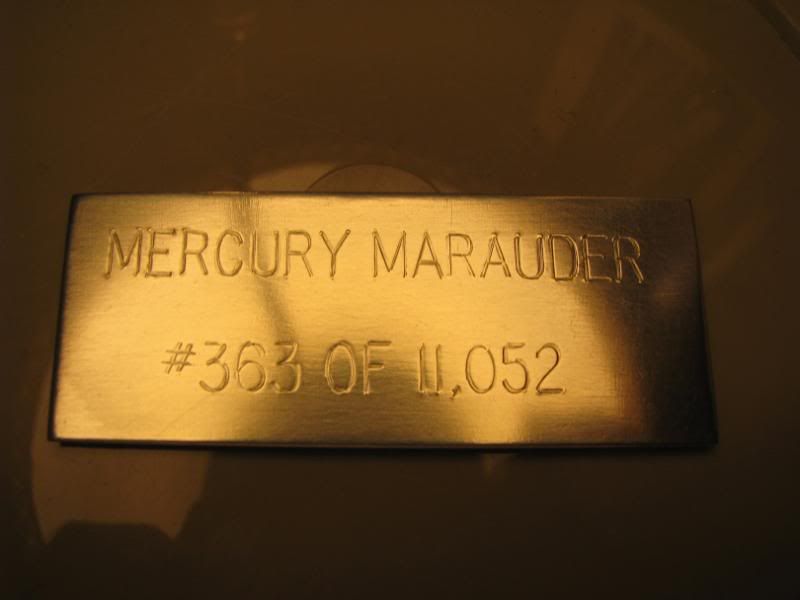 MERCURY MARAUDER
#363 OF 11,052